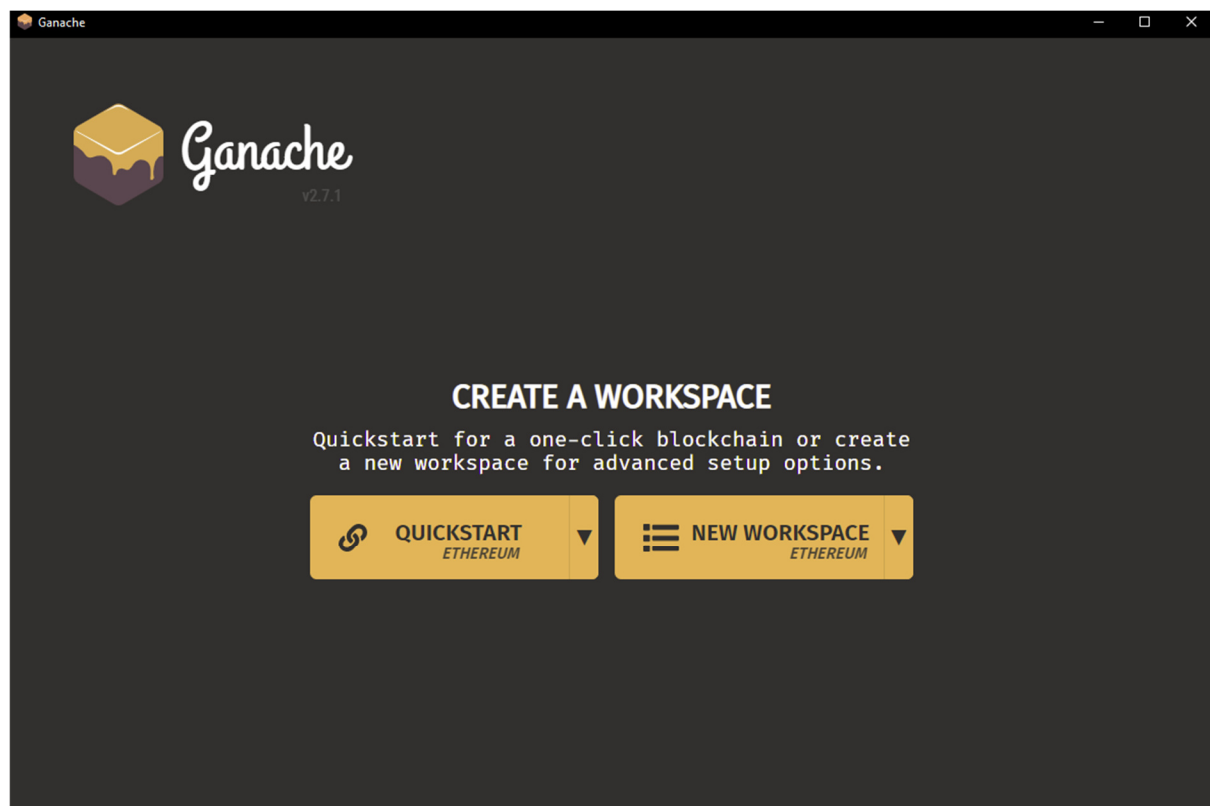 Ganache
Ganache
v2.7.1
CREATE A WORKSPACE
Quickstart for a one-click blockchain or create
a new workspace for advanced setup options.
QUICKSTART
ETHEREUM
NEW WORKSPACE
ETHEREUM